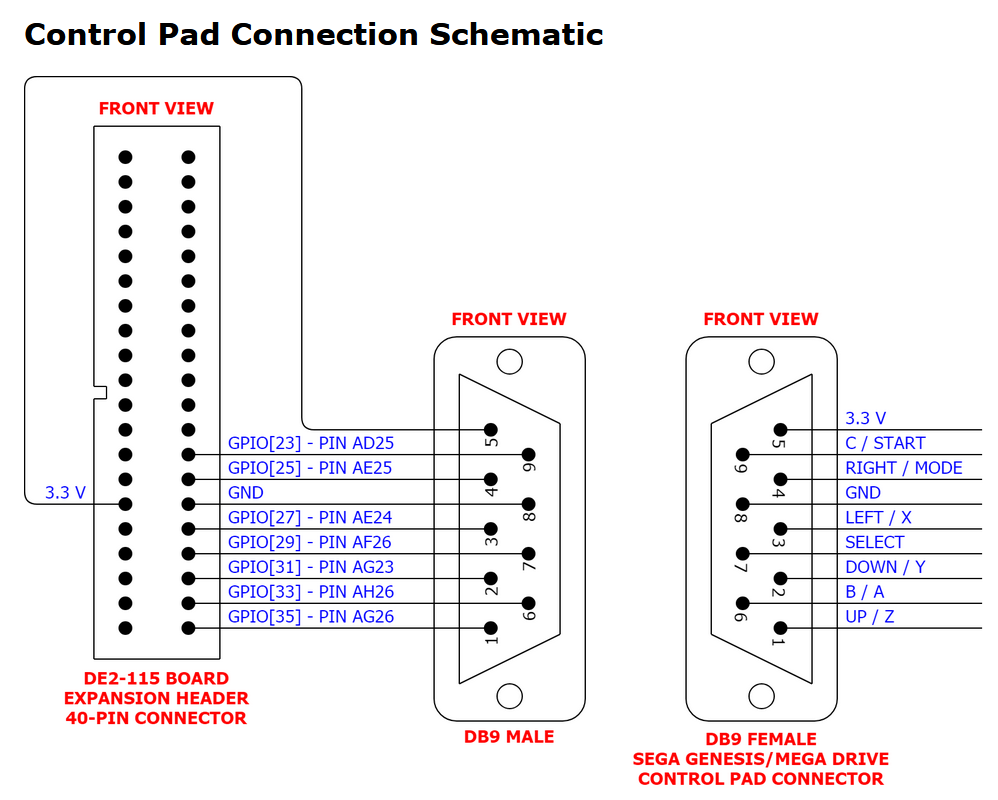 Control Pad Connection Schematic
FRONT VIEW
FRONT VIEW
FRONT VIEW
3.3 V
GPIO[23] - PIN AD25
GPIO[25] - PIN AE25
GND
GPIO[27] - PIN AE24
GPIO[29] - PIN AF26
GPIO[31] - PIN AG23
GPIO[33] - PIN AH26
GPIO[35] - PIN AG26
5
9
4
8
3
7
2
6
1
5
9
4
8
3
7
2
6
1
3.3 V
C / START
RIGHT / MODE
GND
LEFT / X
SELECT
DOWN / Y
B / A
UP / Z
DE2-115 BOARD
EXPANSION HEADER
40-PIN CONNECTOR
DB9 MALE
DB9 FEMALE
SEGA GENESIS/MEGA DRIVE
CONTROL PAD CONNECTOR